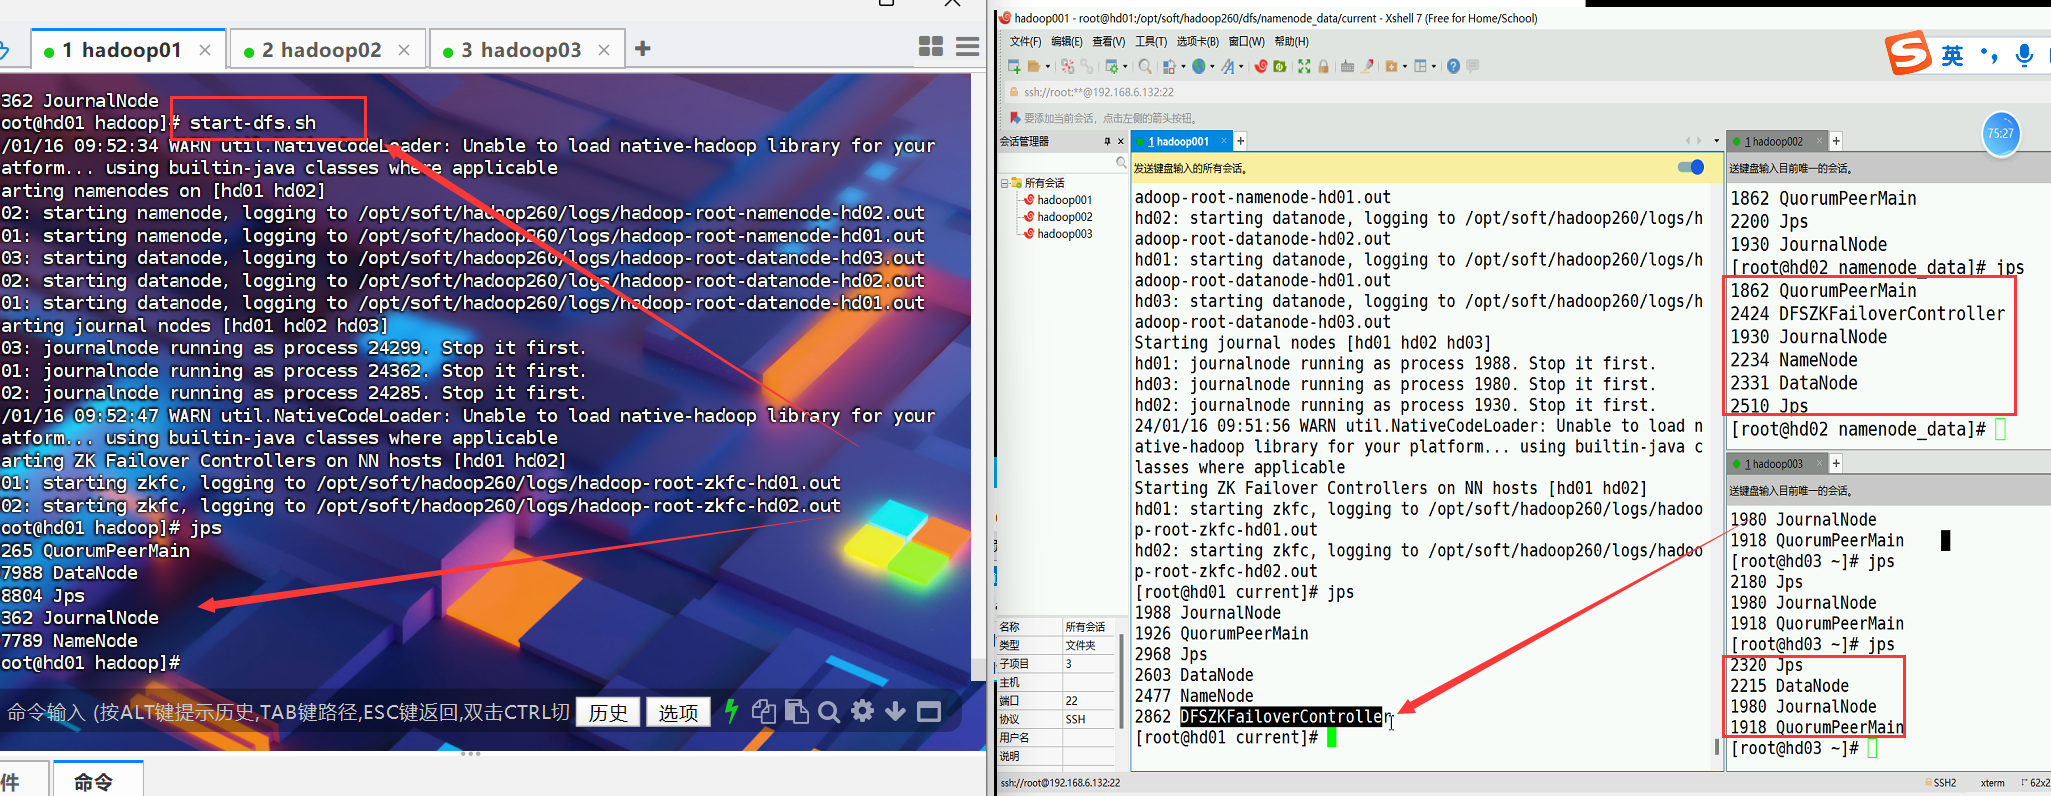 1 hadoop01 ×
2 hadoop02 ×
3 hadoop03 ×
+
362 JournalNode
oot@hd01 hadoop]# start-dfs.sh
/01/16 09:52:34 WARN util.NativeCodeLoader: Unable to load native-hadoop library for your
atform... using builtin-java classes where applicable
arting namenodes on [hd01 hd02]
02: starting namenode, logging to /opt/soft/hadoop260/logs/hadoop-root-namenode-hd02.out
01: starting namenode, logging to /opt/soft/hadoop260/logs/hadoop-root-namenode-hd01.out
03: starting datanode, logging to /opt/soft/hadoop260/logs/hadoop-root-datanode-hd03.out
02: starting datanode, logging to /opt/soft/hadoop260/logs/hadoop-root-datanode-hd02.out
01: starting datanode, logging to /opt/soft/hadoop260/logs/hadoop-root-datanode-hd01.out
arting journal nodes [hd01 hd02 hd03]
03: journalnode running as process 24299. Stop it first.
01: journalnode running as process 24362. Stop it first.
02: journalnode running as process 24285. Stop it first.
/01/16 09:52:47 WARN util.NativeCodeLoader: Unable to load native-hadoop library for your
atform... using builtin-java classes where applicable
arting ZK Failover Controllers on NN hosts [hd01 hd02]
01: starting zkfc, logging to /opt/soft/hadoop260/logs/hadoop-root-zkfc-hd01.out
02: starting zkfc, logging to /opt/soft/hadoop260/logs/hadoop-root-zkfc-hd02.out
oot@hd01 hadoop]# jps
265 QuorumPeerMain
7988 DataNode
8804 Jps
362 JournalNode
7789 NameNode
oot@hd01 hadoop]#
命令输入 (按ALT键提示历史,TAB键路径,ESC键返回,双击CTRL切
历史
选项
件
命令
hadoop001 - root@hd01:/opt/soft/hadoop260/dfs/namenode_data/current - Xshell 7 (Free for Home/School)
文件(F) 编辑(E) 查看(V) 工具(T) 选项卡(B) 窗口(W) 帮助(H)
ssh://root:**@192.168.6.132:22
要添加当前会话，点击左侧的箭头按钮。
会话管理器
所有会话
hadoop001
hadoop002
hadoop003
名称 所有会话
类型 文件夹
子项目 3
主机
端口 22
协议 SSH
用户名
说明
1 hadoop001 × +
发送键盘输入的所有会话。
adoop-root-namenode-hd01.out
hd02: starting datanode, logging to /opt/soft/hadoop260/logs/h
adoop-root-datanode-hd02.out
hd01: starting datanode, logging to /opt/soft/hadoop260/logs/h
adoop-root-datanode-hd01.out
hd03: starting datanode, logging to /opt/soft/hadoop260/logs/h
adoop-root-datanode-hd03.out
Starting journal nodes [hd01 hd02 hd03]
hd01: journalnode running as process 1988. Stop it first.
hd03: journalnode running as process 1980. Stop it first.
hd02: journalnode running as process 1930. Stop it first.
24/01/16 09:51:56 WARN util.NativeCodeLoader: Unable to load n
ative-hadoop library for your platform... using builtin-java c
lasses where applicable
Starting ZK Failover Controllers on NN hosts [hd01 hd02]
hd01: starting zkfc, logging to /opt/soft/hadoop260/logs/hadoo
p-root-zkfc-hd01.out
hd02: starting zkfc, logging to /opt/soft/hadoop260/logs/hadoo
p-root-zkfc-hd02.out
[root@hd01 current]# jps
1988 JournalNode
1926 QuorumPeerMain
2968 Jps
2603 DataNode
2477 NameNode
2862 DFSZKFailoverController
[root@hd01 current]#
英
75:27
1 hadoop002 × +
送键盘输入目前唯一的会话。
1862 QuorumPeerMain
2200 Jps
1930 JournalNode
[root@hd02 namenode_data]# jps
1862 QuorumPeerMain
2424 DFSZKFailoverController
1930 JournalNode
2234 NameNode
2331 DataNode
2510 Jps
[root@hd02 namenode_data]#
1 hadoop003 × +
送键盘输入目前唯一的会话。
1980 JournalNode
1918 QuorumPeerMain
[root@hd03 ~]# jps
2180 Jps
1980 JournalNode
1918 QuorumPeerMain
[root@hd03 ~]# jps
2320 Jps
2215 DataNode
1980 JournalNode
1918 QuorumPeerMain
[root@hd03 ~]#
ssh://root@192.168.6.132:22
SSH2 xterm 62x2